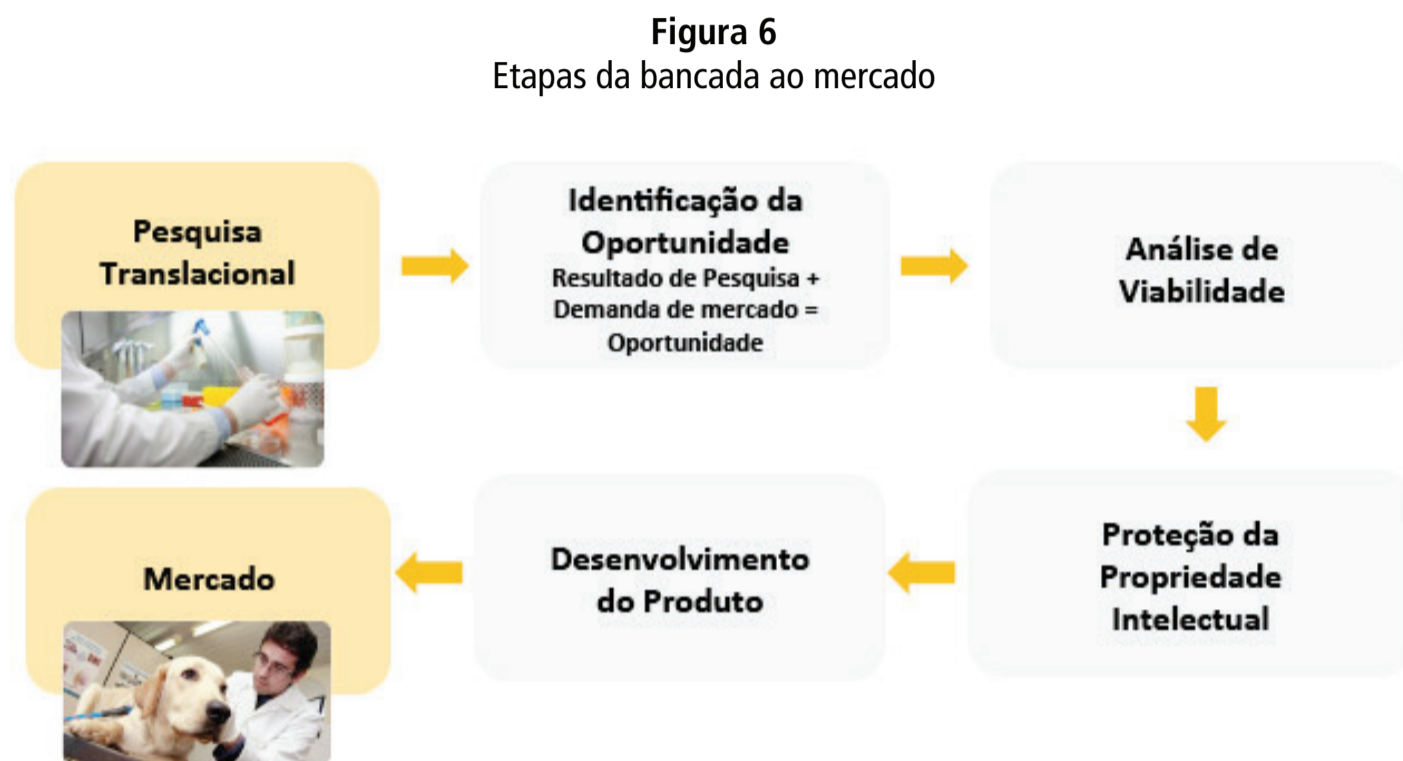 Figura 6
Etapas da bancada ao mercado
Pesquisa
Translacional
Identificação da
Oportunidade
Resultado de Pesquisa +
Demanda de mercado =
Oportunidade
Análise de
Viabilidade
Proteção da
Propriedade
Intelectual
Desenvolvimento
do Produto
Mercado